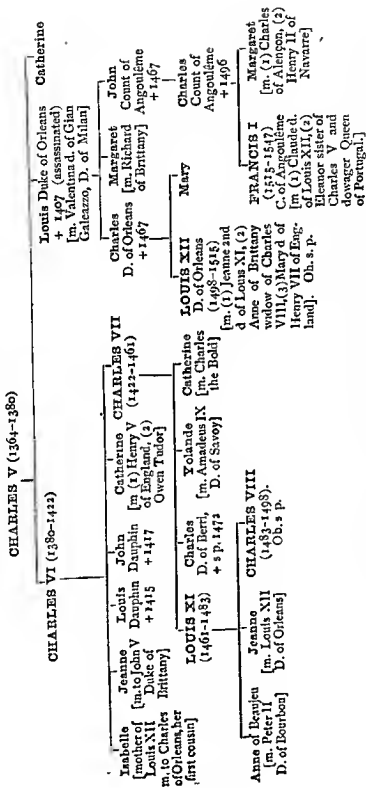 CHARLES V (1364-1380)
CHARLES VI (1380-1422)
Louis Duke of Orleans
+ 1407 (assassinated)
[m. Valentina d. of Gian
Galeazzo, D. of Milan]
Catherine
Isabelle
[mother of
Louis XII
m. to Charles
of Orleans, her
first cousin]
Jeanne
[m. to John V
Duke of
Brittany]
Louis
Dauphin
+ 1415
John
Dauphin
+ 1417
Catherine
[m (1) Henry V
of England, (2)
Owen Tudor]
CHARLES VII
(1422-1461)
Charles
D. of Orleans
+ 1467
Margaret
[m. Richard
of Brittany]
John
Count of
Angoulême
+ 1467
LOUIS XI
(1461-1483)
Charles
D. of Berri,
+ s p. 1472
Yolande
[m. Amadeus IX
D. of Savoy]
Catherine
[m. Charles
the Bold]
LOUIS XII
D. of Orleans
(1498-1515)
[m. (1) Jeanne 2nd
d of Louis XI, (2)
Anne of Brittany
widow of Charles
VIII, (3) Mary d. of
Henry VII of Eng-
land]. Ob. s. p.
Mary
Charles
Count of
Angoulême
+ 1496
Anne of Beaujeu
[m. Peter II
D. of Bourbon]
Jeanne
[m. Louis XII
D. of Orleans]
CHARLES VIII
(1483-1498).
Ob. s p.
FRANCIS I
(1515-1547)
C. of Angoulême
[m (1) Claude d.
of Louis XII, (2)
Eleanor sister of
Charles V and
dowager Queen
of Portugal.]
Margaret
[m. (1) Charles
of Alençon, (2)
Henry II of
Navarre]